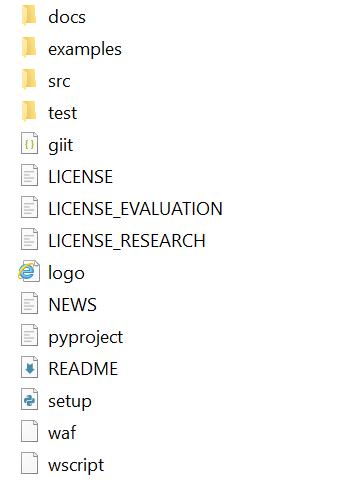 docs
examples
src
test
giit
LICENSE
LICENSE_EVALUATION
LICENSE_RESEARCH
logo
NEWS
pyproject
README
setup
waf
wscript